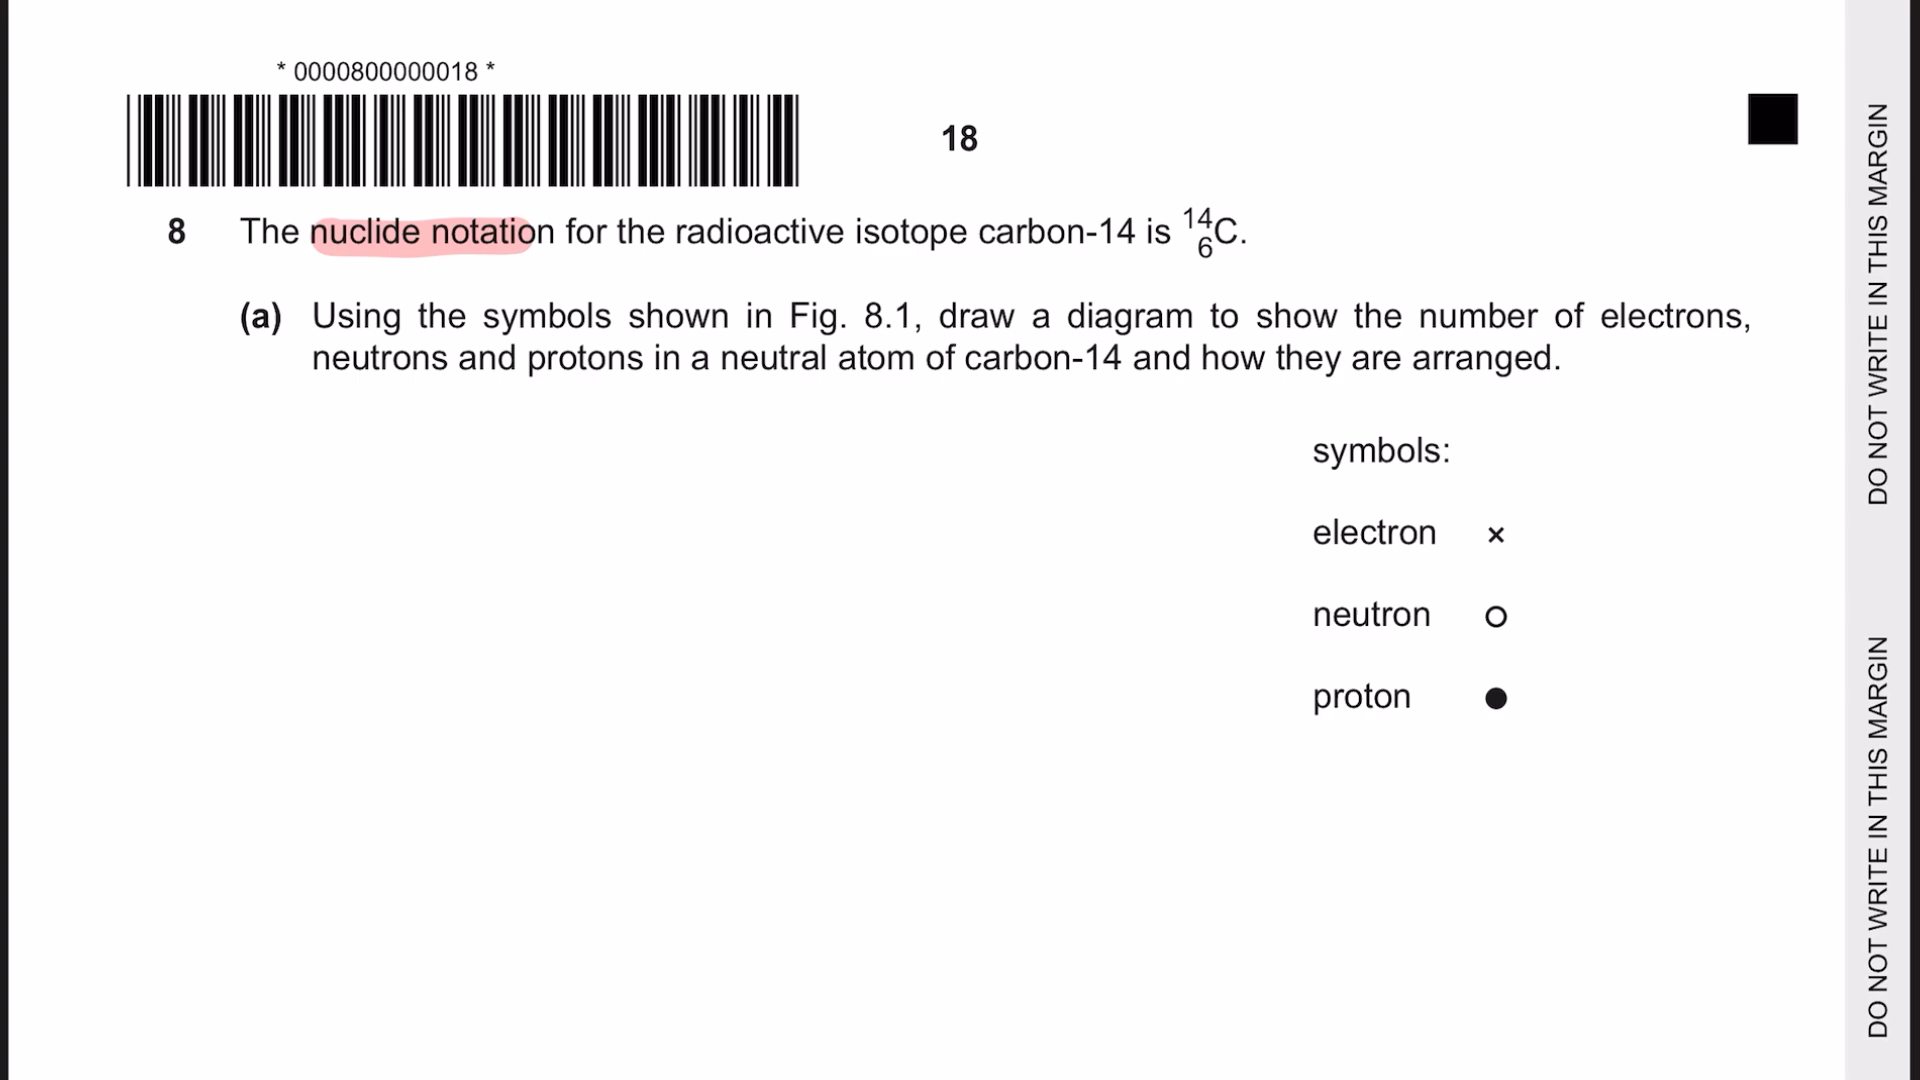 * 0000800000018 *
18
8 The nuclide notation for the radioactive isotope carbon-14 is ¹⁴₆C.
(a) Using the symbols shown in Fig. 8.1, draw a diagram to show the number of electrons,
neutrons and protons in a neutral atom of carbon-14 and how they are arranged.
symbols:
electron ×
neutron ○
proton ●
DO NOT WRITE IN THIS MARGIN
DO NOT WRITE IN THIS MARGIN